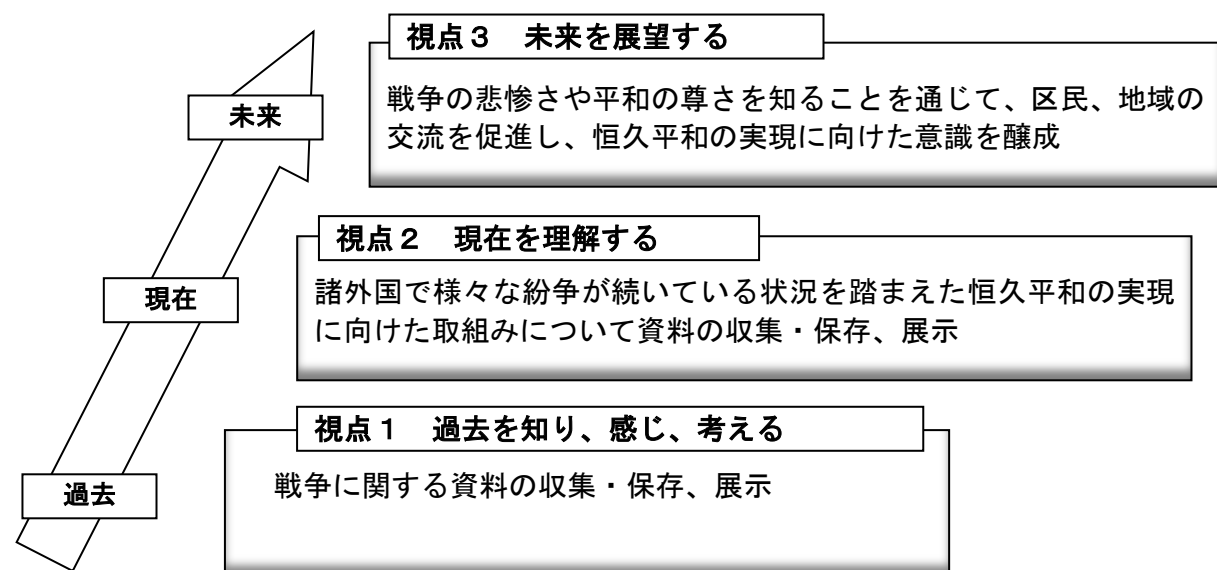 視点３　未来を展望する
戦争の悲惨さや平和の尊さを知ることを通じて、区民、地域の
交流を促進し、恒久平和の実現に向けた意識を醸成
未来
視点２　現在を理解する
諸外国で様々な紛争が続いている状況を踏まえた恒久平和の実現
に向けた取組みについて資料の収集・保存、展示
現在
視点１　過去を知り、感じ、考える
戦争に関する資料の収集・保存、展示
過去